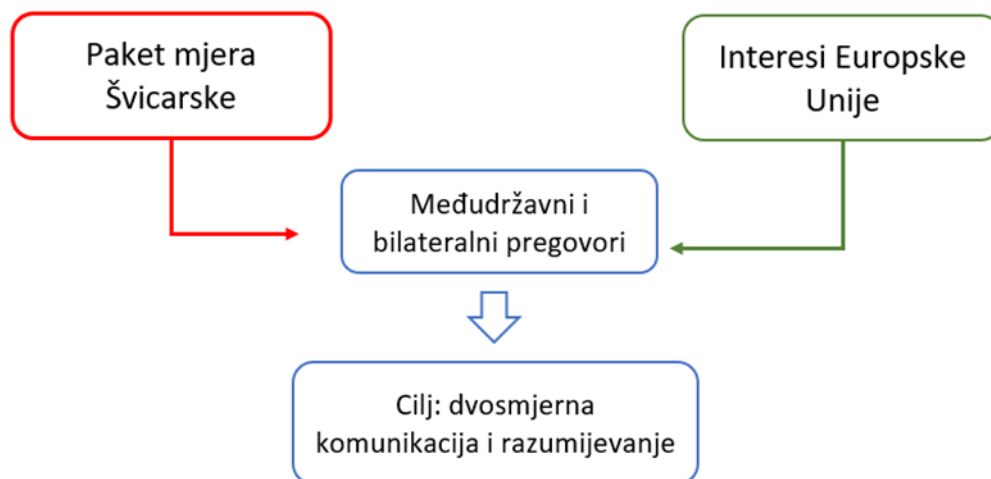 Paket mjera
Švicarske
Interesi Europske
Unije
Međudržavni i
bilateralni pregovori
Cilj: dvosmjerna
komunikacija i razumijevanje